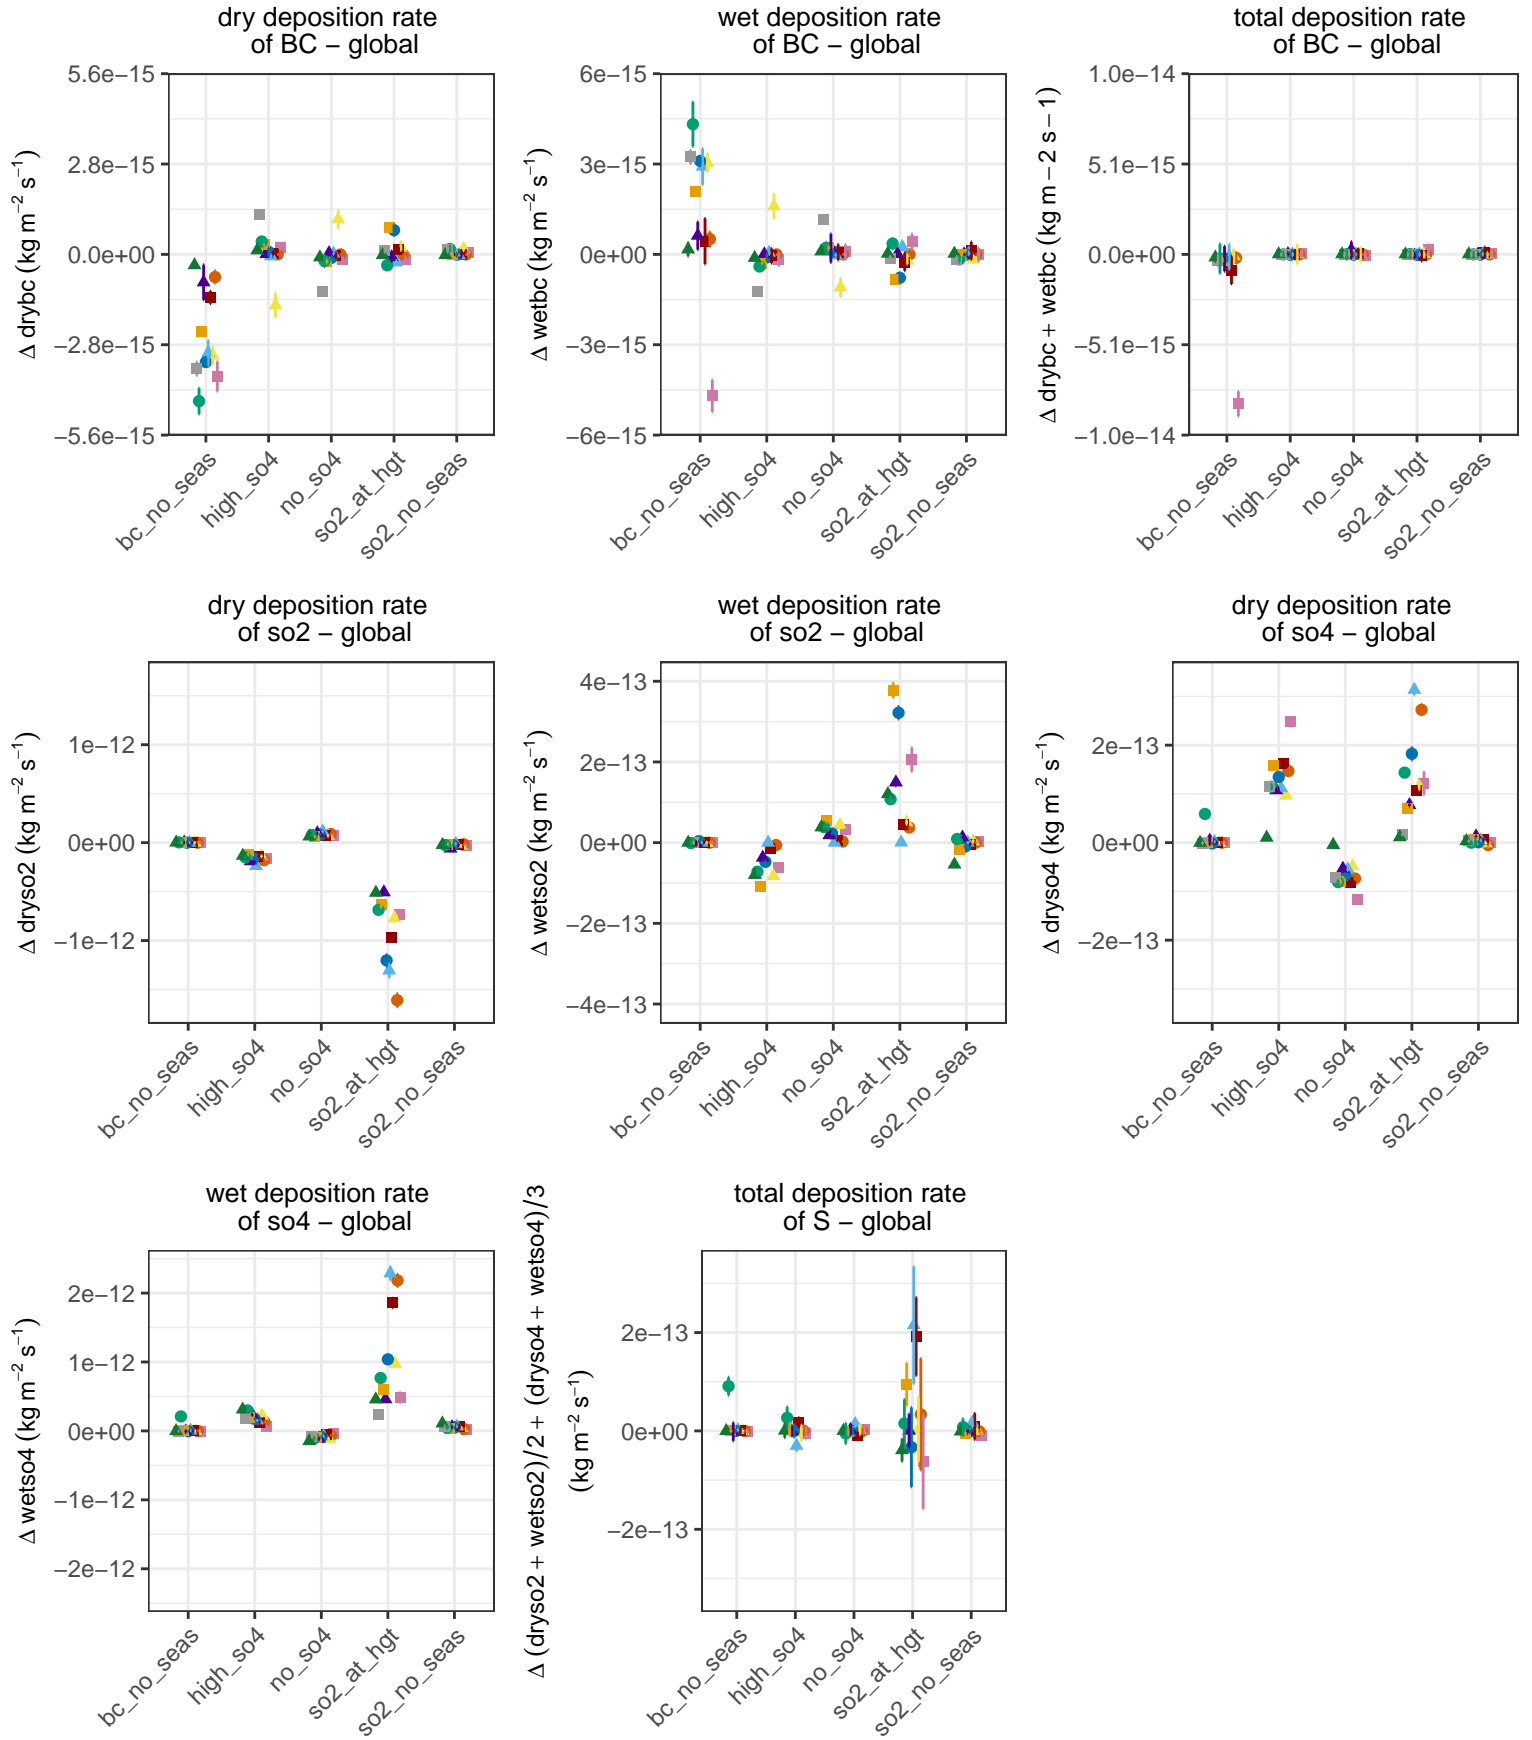 dry deposition rate
of BC – global
Δ drybc (kg m−2 s−1)
5.6e−15
2.8e−15
0.0e+00
−2.8e−15
−5.6e−15
bc_no_seas
high_so4
no_so4
so2_at_hgt
so2_no_seas
wet deposition rate
of BC – global
Δ wetbc (kg m−2 s−1)
6e−15
3e−15
0e+00
−3e−15
−6e−15
bc_no_seas
high_so4
no_so4
so2_at_hgt
so2_no_seas
total deposition rate
of BC – global
Δ drybc + wetbc (kg m − 2 s − 1)
1.0e−14
5.1e−15
0.0e+00
−5.1e−15
−1.0e−14
bc_no_seas
high_so4
no_so4
so2_at_hgt
so2_no_seas
dry deposition rate
of so2 – global
Δ dryso2 (kg m−2 s−1)
1e−12
0e+00
−1e−12
bc_no_seas
high_so4
no_so4
so2_at_hgt
so2_no_seas
wet deposition rate
of so2 – global
Δ wetso2 (kg m−2 s−1)
4e−13
2e−13
0e+00
−2e−13
−4e−13
bc_no_seas
high_so4
no_so4
so2_at_hgt
so2_no_seas
dry deposition rate
of so4 – global
Δ dryso4 (kg m−2 s−1)
2e−13
0e+00
−2e−13
bc_no_seas
high_so4
no_so4
so2_at_hgt
so2_no_seas
wet deposition rate
of so4 – global
Δ wetso4 (kg m−2 s−1)
2e−12
1e−12
0e+00
−1e−12
−2e−12
bc_no_seas
high_so4
no_so4
so2_at_hgt
so2_no_seas
total deposition rate
of S – global
Δ (dryso2 + wetso2)/2 + (dryso4 + wetso4)/3
(kg m−2 s−1)
2e−13
0e+00
−2e−13
bc_no_seas
high_so4
no_so4
so2_at_hgt
so2_no_seas